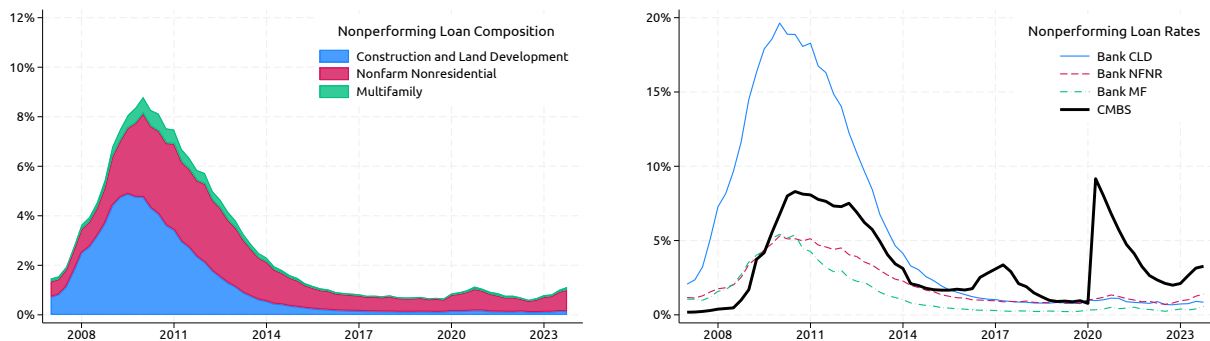 Nonperforming Loan Composition
Construction and Land Development
Nonfarm Nonresidential
Multifamily
12%
10%
8%
6%
4%
2%
0%
2008
2011
2014
2017
2020
2023
Nonperforming Loan Rates
Bank CLD
Bank NFNR
Bank MF
CMBS
20%
15%
10%
5%
0%
2008
2011
2014
2017
2020
2023